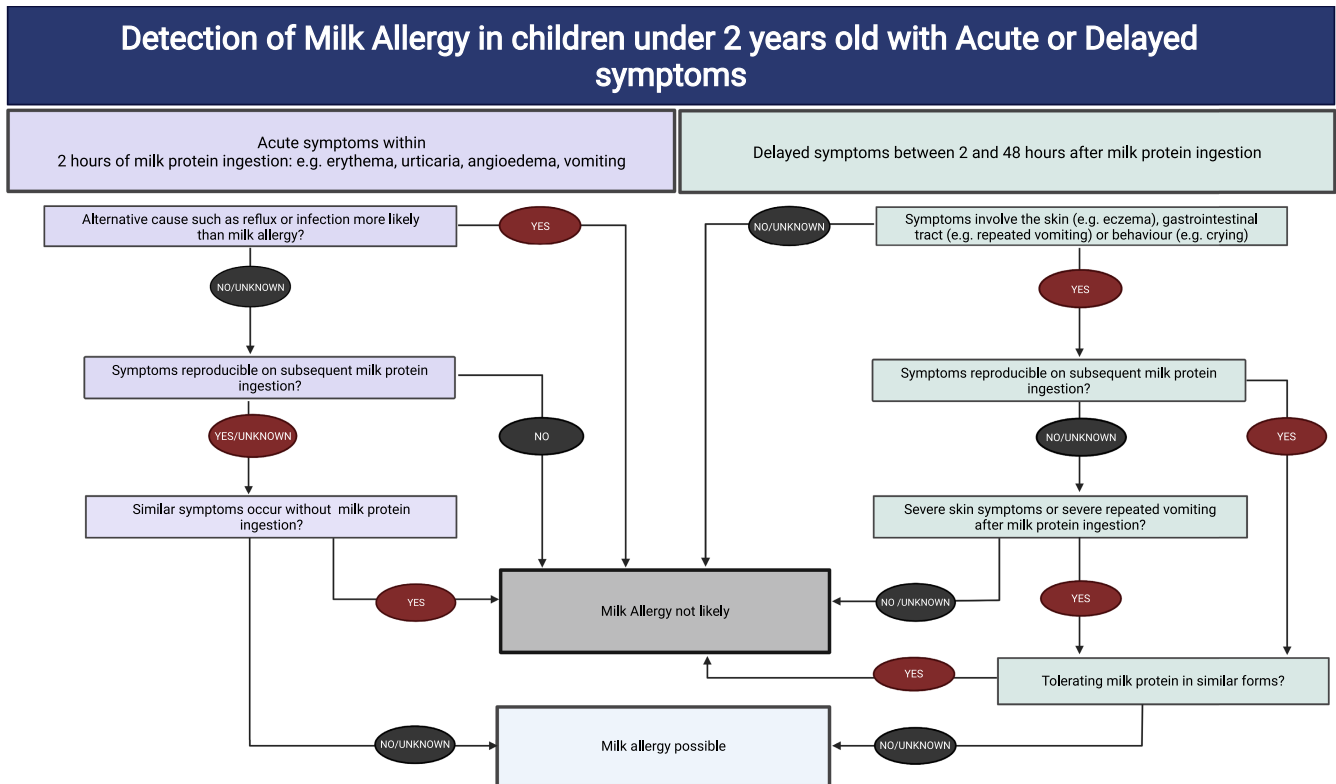 Detection of Milk Allergy in children under 2 years old with Acute or Delayed
symptoms
Acute symptoms within
2 hours of milk protein ingestion: e.g. erythema, urticaria, angioedema, vomiting
Delayed symptoms between 2 and 48 hours after milk protein ingestion
Alternative cause such as reflux or infection more likely
than milk allergy?
YES
NO/UNKNOWN
Symptoms involve the skin (e.g. eczema), gastrointestinal
tract (e.g. repeated vomiting) or behaviour (e.g. crying)
NO/UNKNOWN
YES
Symptoms reproducible on subsequent milk protein
ingestion?
Symptoms reproducible on subsequent milk protein
ingestion?
YES/UNKNOWN
NO
NO/UNKNOWN
YES
Similar symptoms occur without milk protein
ingestion?
Severe skin symptoms or severe repeated vomiting
after milk protein ingestion?
YES
Milk Allergy not likely
NO /UNKNOWN
YES
YES
Tolerating milk protein in similar forms?
NO/UNKNOWN
Milk allergy possible
NO/UNKNOWN